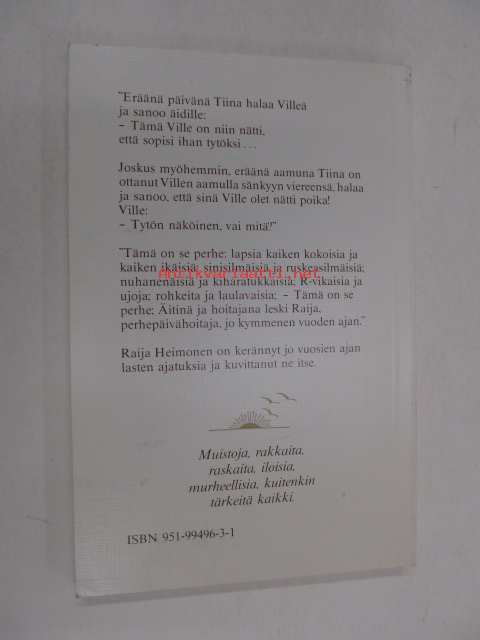 "Eräänä päivänä Tiina halaa Villeä
ja sanoo äidille:
– Tämä Ville on niin nätti,
että sopisi ihan tytöksi...
Joskus myöhemmin, eräänä aamuna Tiina on
ottanut Villen aamulla sänkyyn viereensä, halaa
ja sanoo, että sinä Ville olet nätti poika!
Ville:
– Tytön näköinen, vai mitä!"
"Tämä on se perhe: lapsia kaiken kokoisia ja
kaiken ikäisiä; sinisilmäisiä ja ruskeasilmäisiä;
Antikvariaatti.net
nuhanenäisiä ja kiharatukkaisia, R-vikaisia ja
ujoja; rohkeita ja laulavaisia; – Tämä on se
perhe; Äitinä ja hoitajana leski Raija,
perhepäivähoitaja, jo kymmenen vuoden ajan."
Raija Heimonen on kerännyt jo vuosien ajan
lasten ajatuksia ja kuvittanut ne itse.
Muistoja, rakkaita,
raskaita, iloisia,
murheellisia, kuitenkin
tärkeitä kaikki.
ISBN 951-99496-3-1